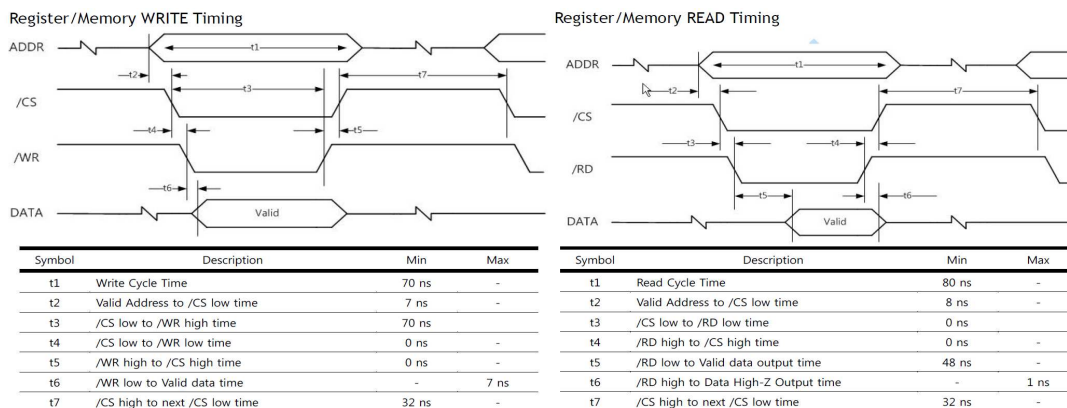 Register/Memory WRITE Timing
ADDR
t1
t2
t3
t7
/CS
t4
t5
/WR
t6
DATA
Valid
Symbol Description Min Max
t1 Write Cycle Time 70 ns -
t2 Valid Address to /CS low time 7 ns -
t3 /CS low to /WR high time 70 ns
t4 /CS low to /WR low time 0 ns -
t5 /WR high to /CS high time 0 ns -
t6 /WR low to Valid data time - 7 ns
t7 /CS high to next /CS low time 32 ns
Register/Memory READ Timing
ADDR
t1
t2
t7
/CS
t3
t4
/RD
t5
t6
DATA
Valid
Symbol Description Min Max
t1 Read Cycle Time 80 ns -
t2 Valid Address to /CS low time 8 ns -
t3 /CS low to /RD low time 0 ns
t4 /RD high to /CS high time 0 ns -
t5 /RD low to Valid data output time 48 ns -
t6 /RD high to Data High-Z Output time - 1 ns
t7 /CS high to next /CS low time 32 ns -